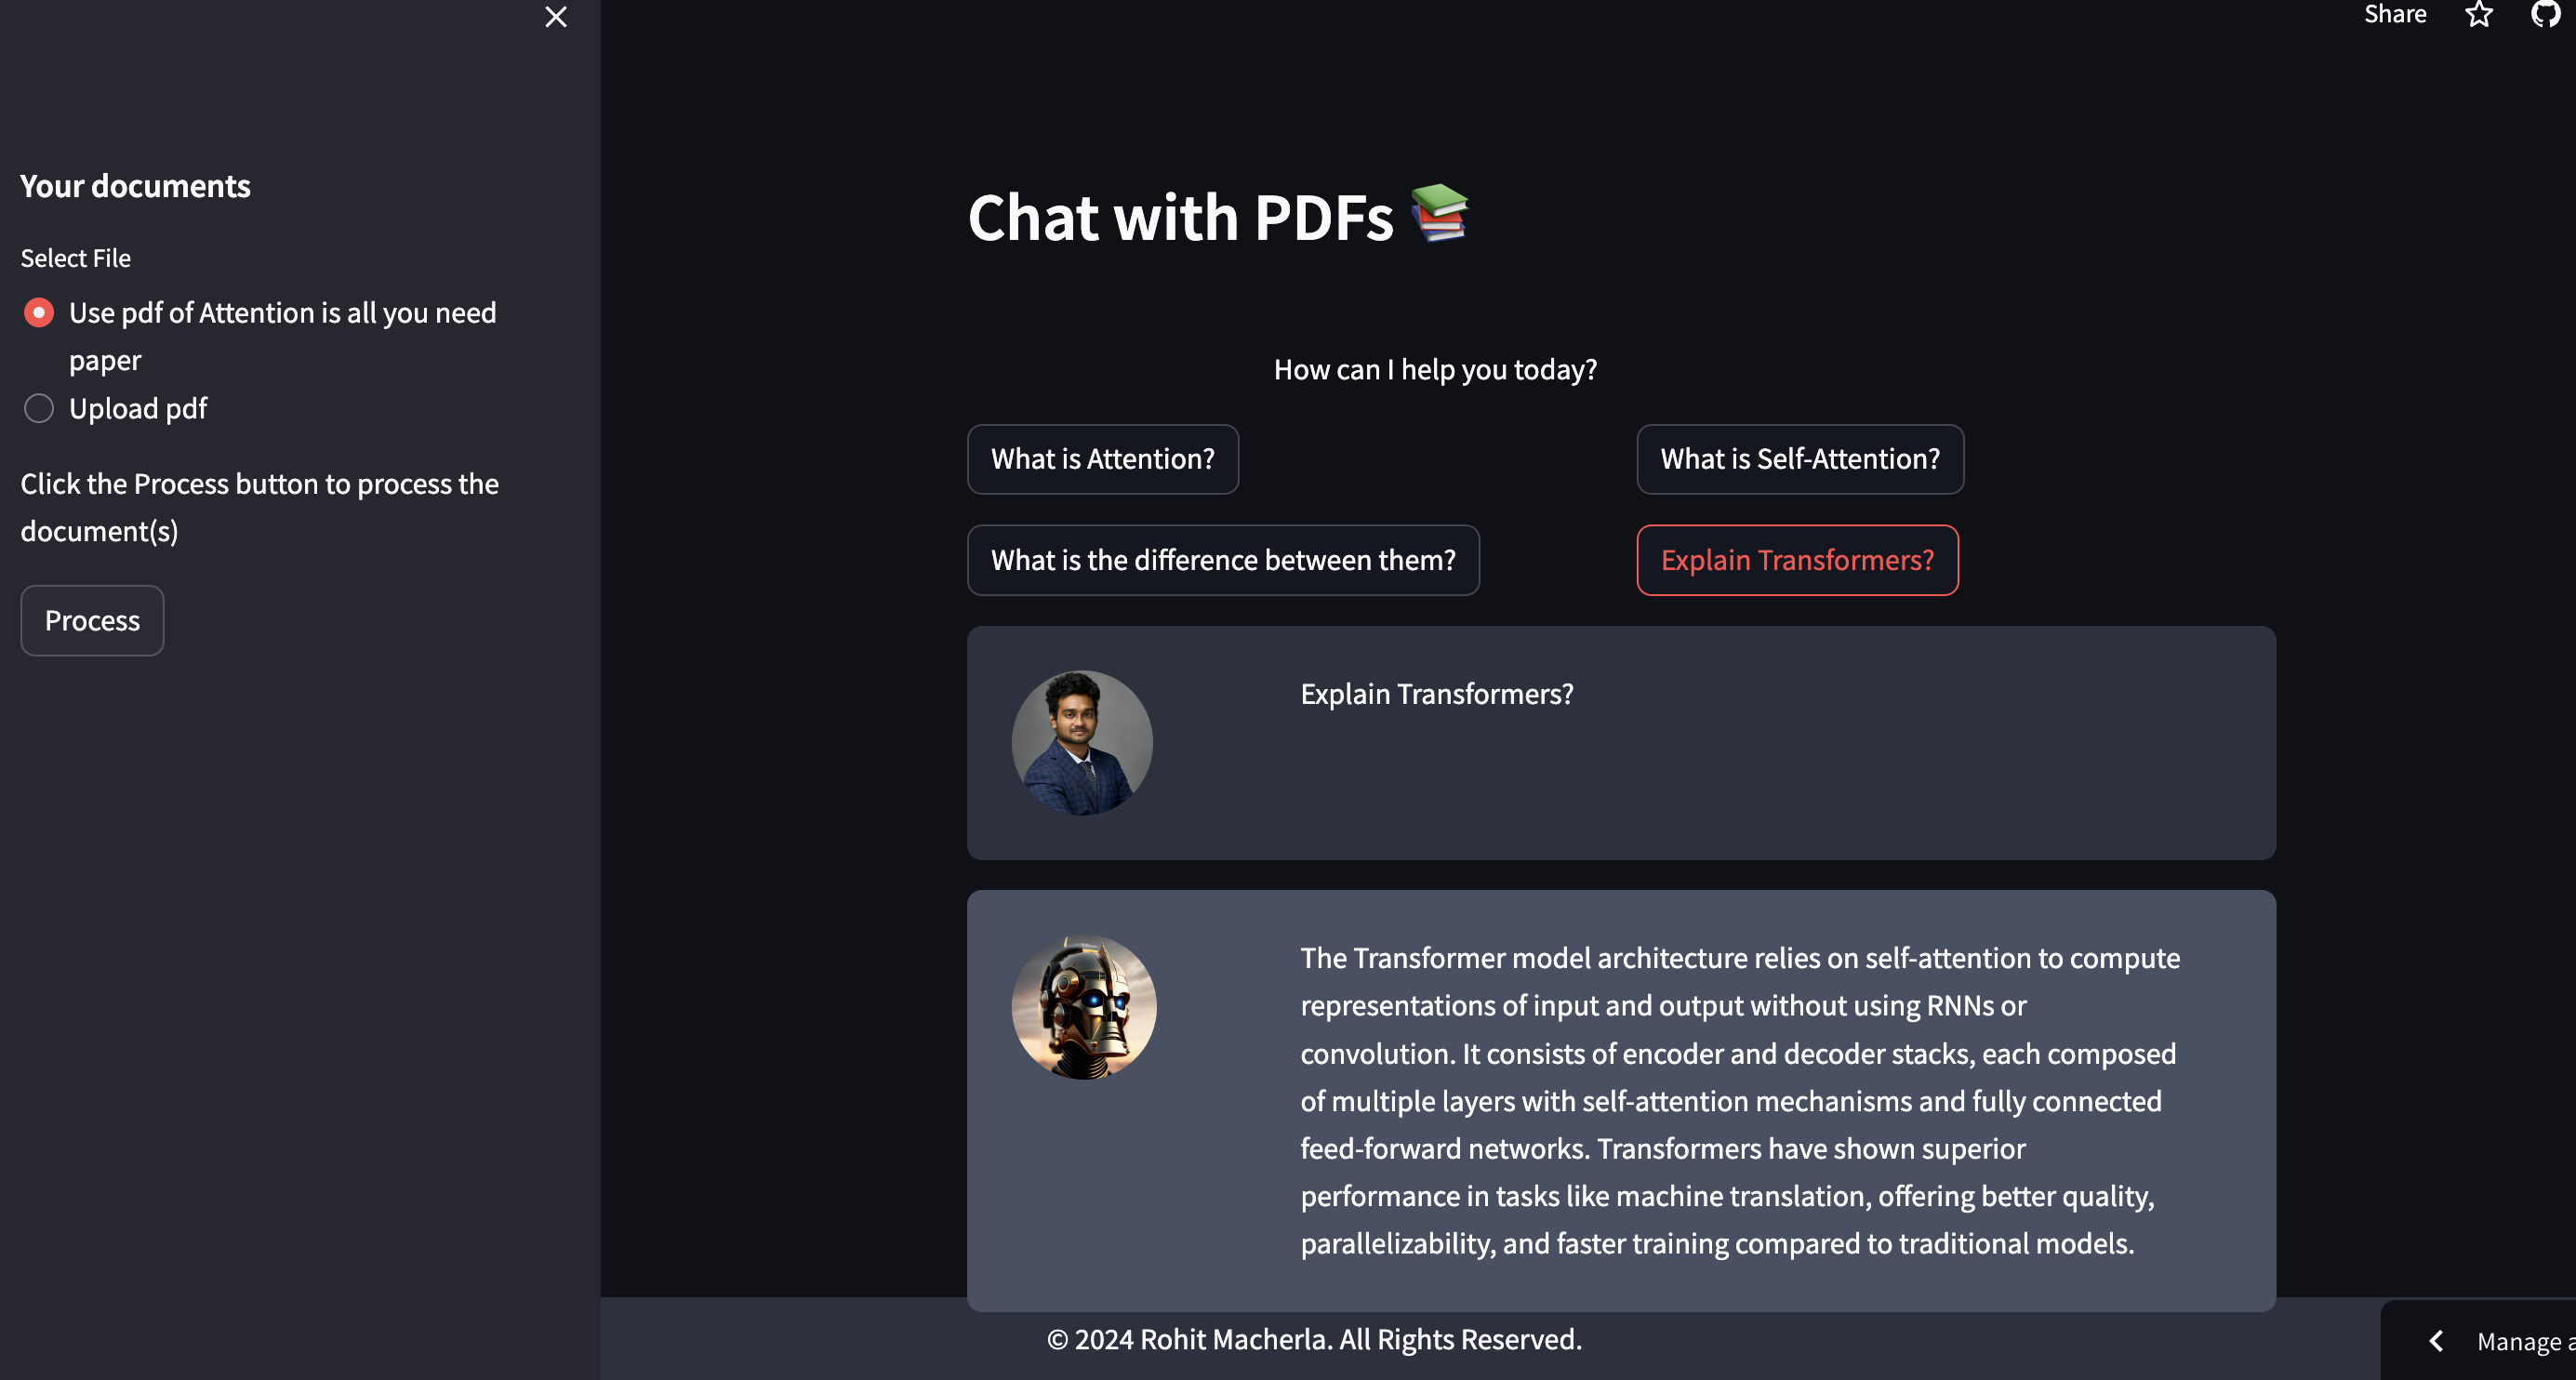 Share
Your documents
Select File
Use pdf of Attention is all you need
paper
Upload pdf
Click the Process button to process the
document(s)
Process
Chat with PDFs
How can I help you today?
What is Attention?
What is Self-Attention?
What is the difference between them?
Explain Transformers?
Explain Transformers?
The Transformer model architecture relies on self-attention to compute
representations of input and output without using RNNs or
convolution. It consists of encoder and decoder stacks, each composed
of multiple layers with self-attention mechanisms and fully connected
feed-forward networks. Transformers have shown superior
performance in tasks like machine translation, offering better quality,
parallelizability, and faster training compared to traditional models.
© 2024 Rohit Macherla. All Rights Reserved.
Manage